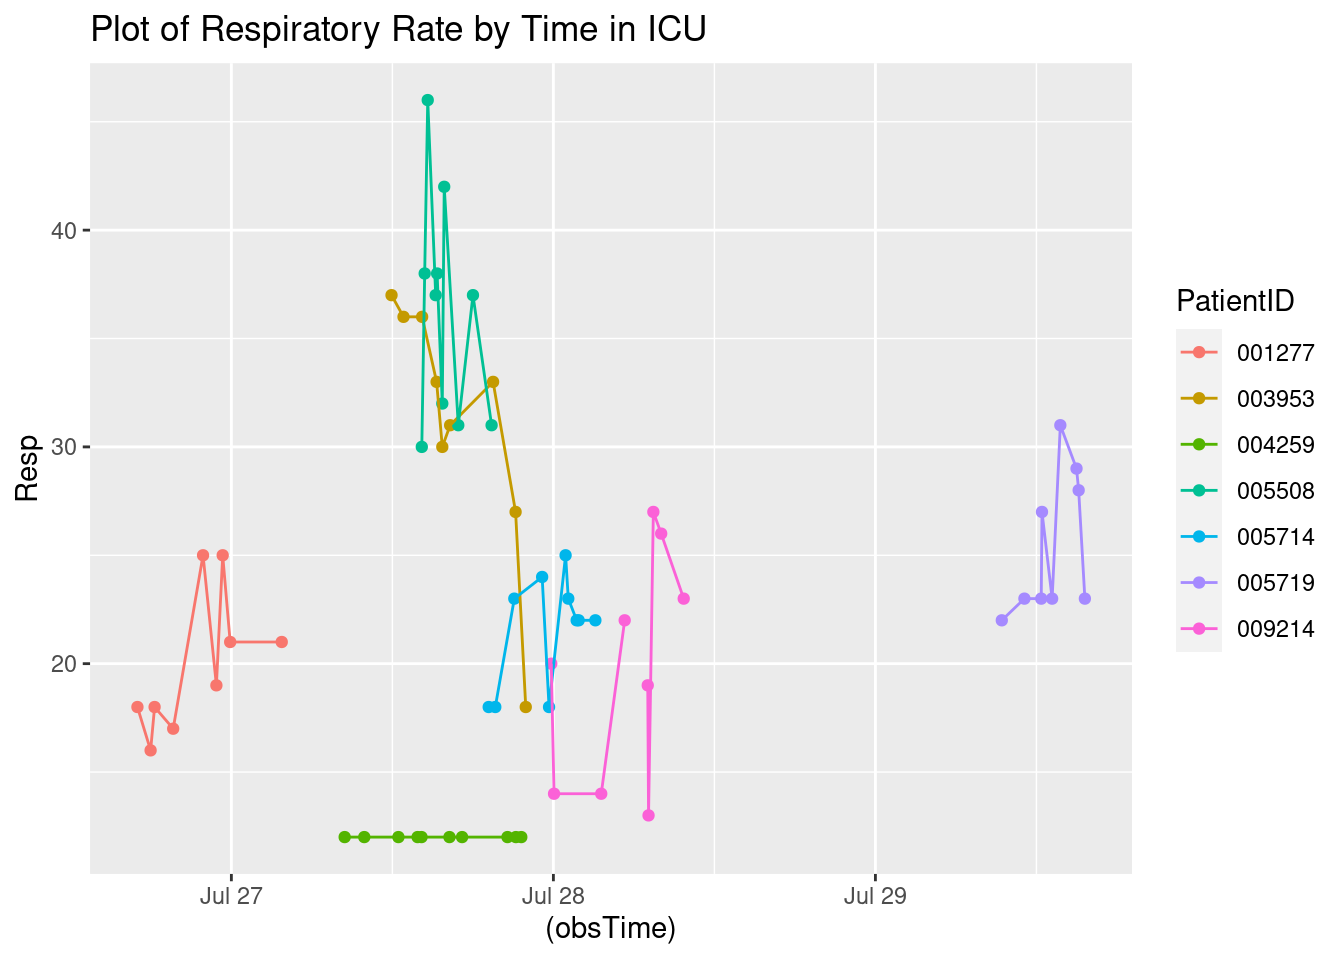 Plot of Respiratory Rate by Time in ICU
Resp
40
30
20
Jul 27
Jul 28
Jul 29
(obsTime)
PatientID
001277
003953
004259
005508
005714
005719
009214